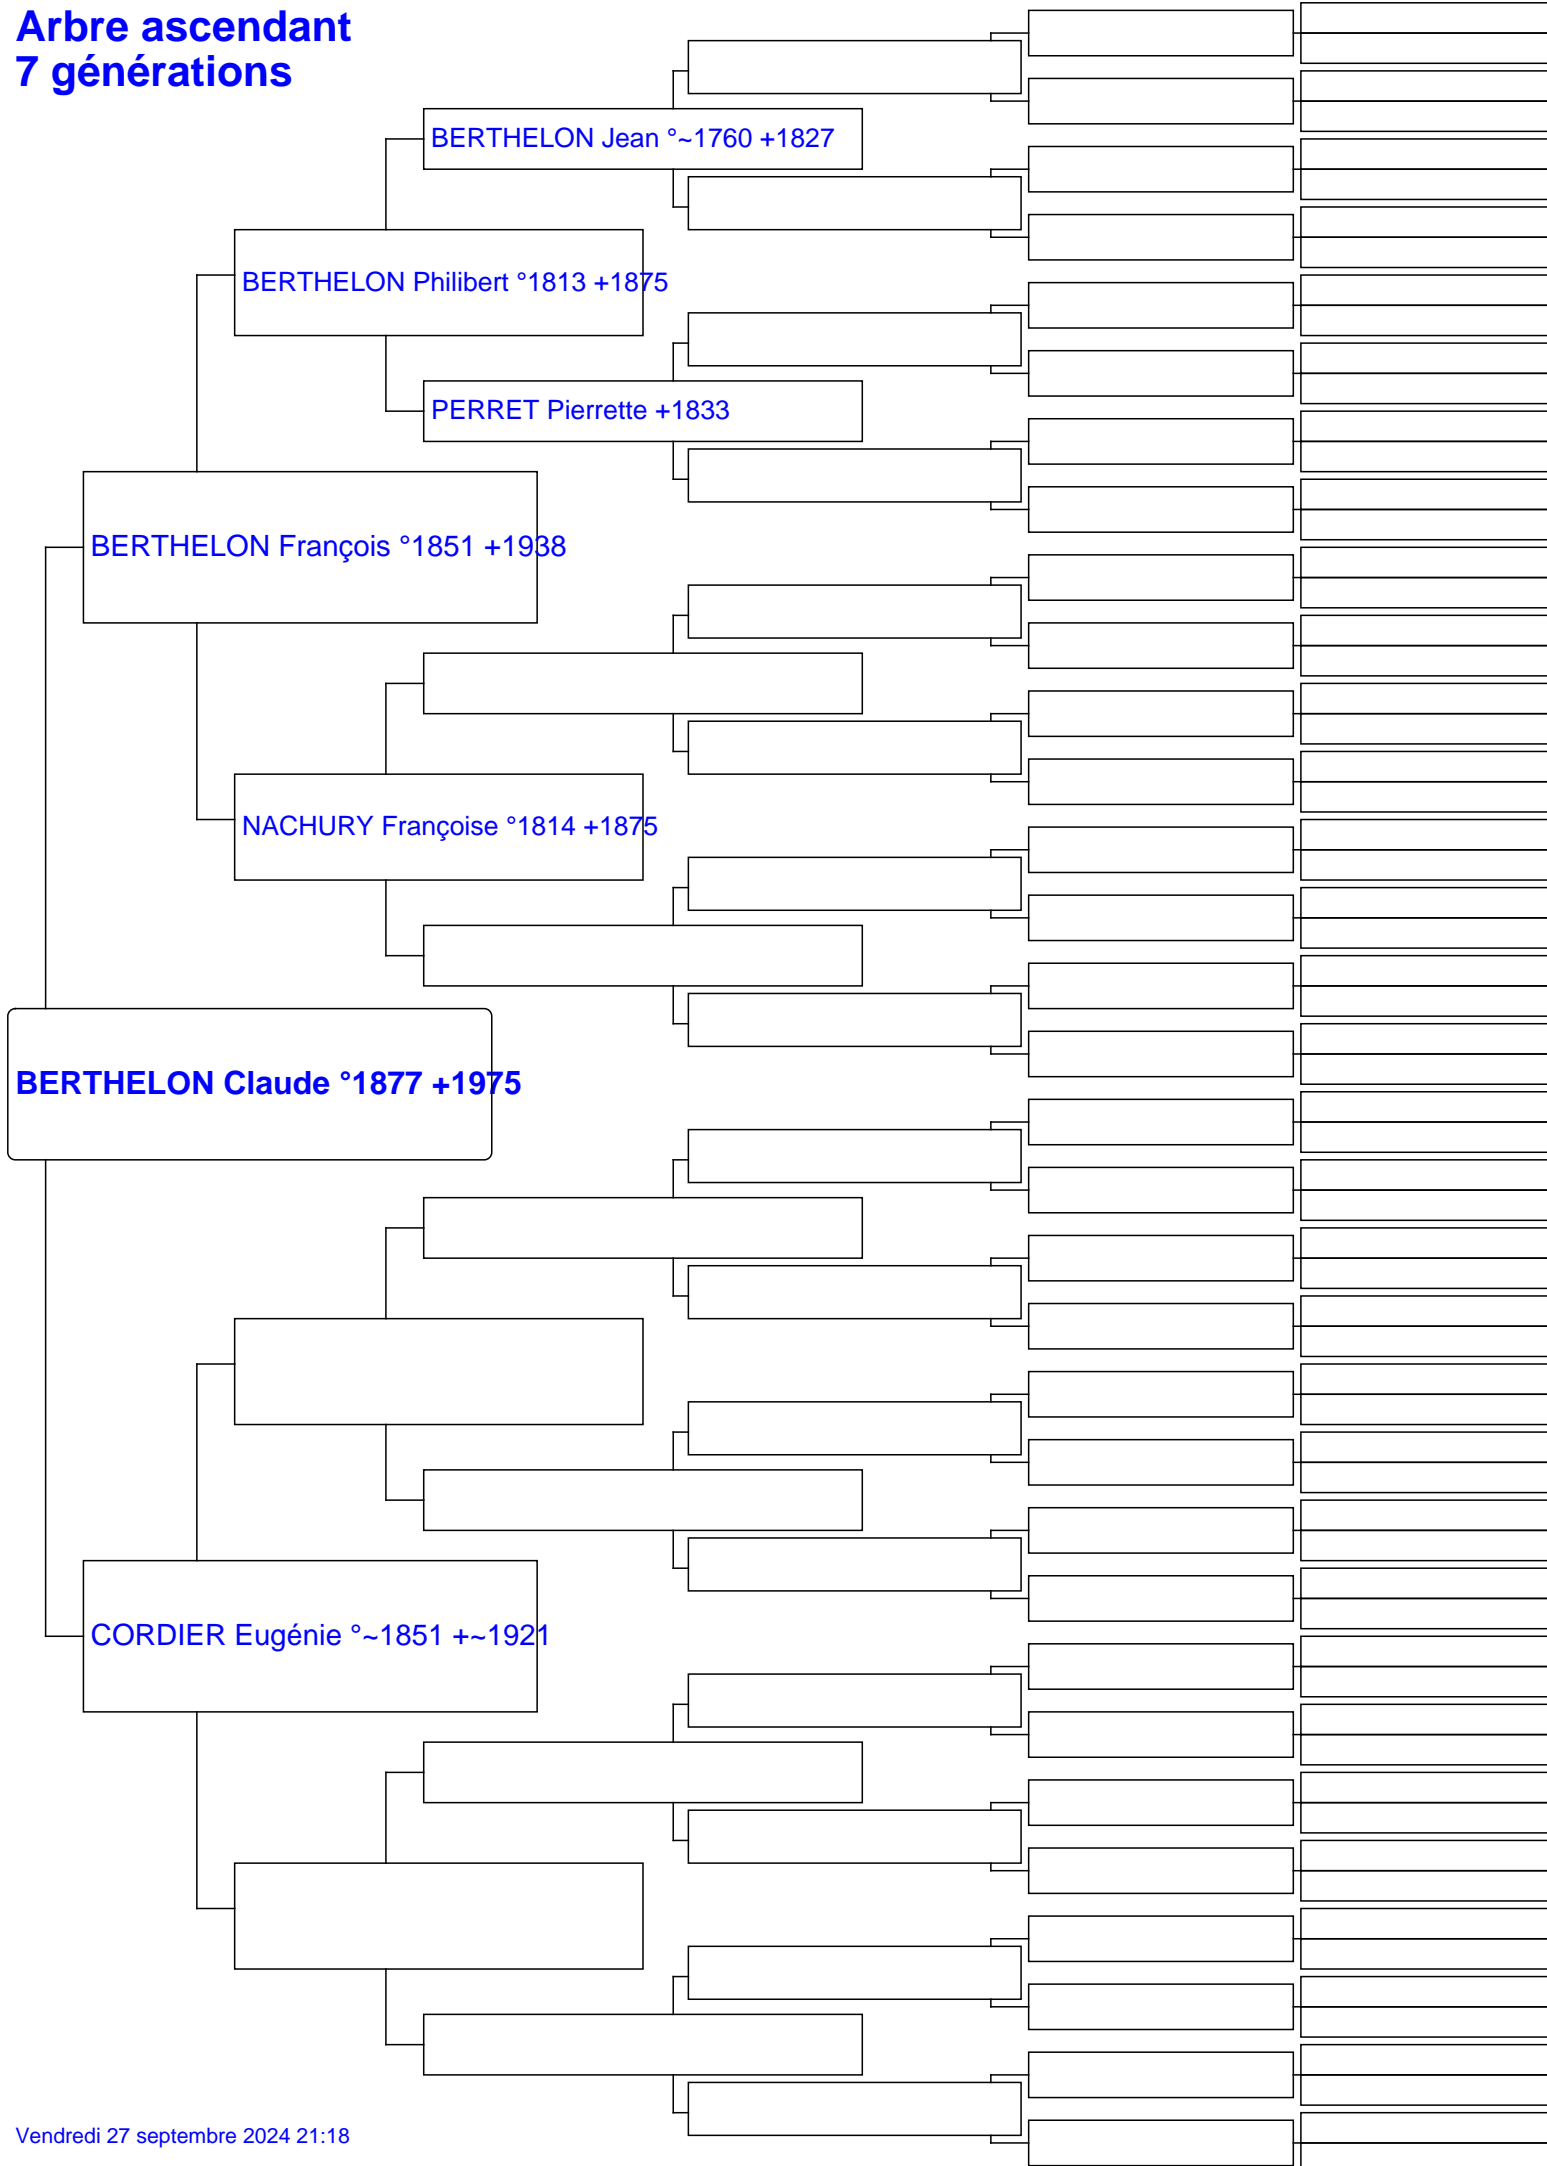 Arbre ascendant
7 générations
BERTHELON Jean °~1760 +1827
BERTHELON Philibert °1813 +1875
PERRET Pierrette +1833
BERTHELON François °1851 +1938
NACHURY Françoise °1814 +1875
BERTHELON Claude °1877 +1975
CORDIER Eugénie °~1851 +~1921
Vendredi 27 septembre 2024 21:18